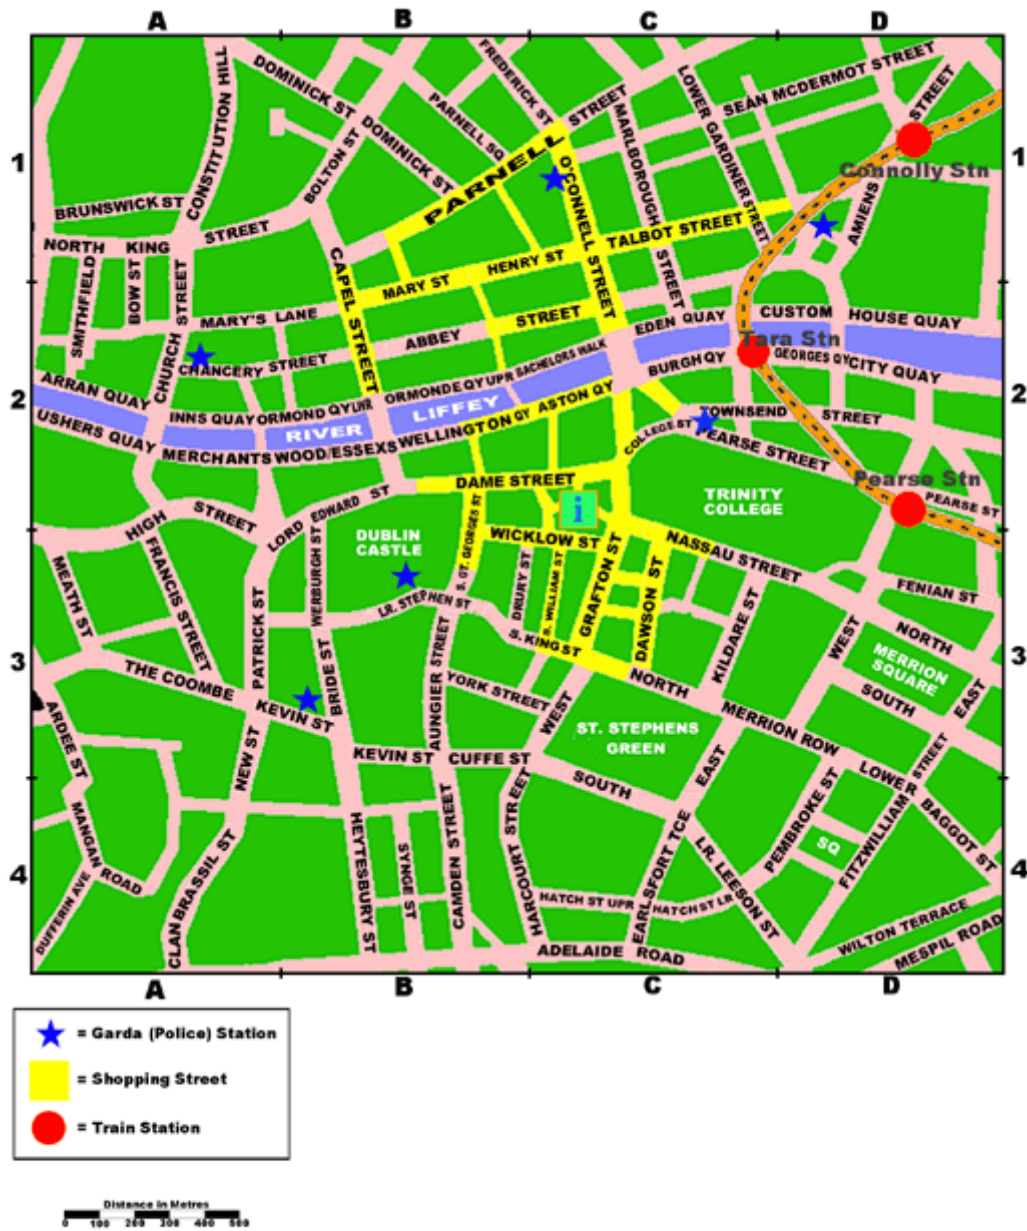 A B C D
FREDERICK ST
CONSTITUTION HILL
DOMINICK ST
PARNELL SQ
STREET
LOWER GARDINER STREET
SEAN MCDERMOT STREET
STREET
BOLTON ST
DOMINICK ST
PARNELL
O'CONNELL STREET
MARLBOROUGH
STREET
1
1
Connolly Stn
BRUNSWICK ST
NORTH KING
STREET
TALBOT STREET
AMIENS
SMITHFIELD
BOW ST
CHURCH
STREET
CAPEL STREET
MARY ST
HENRY ST
MARY'S LANE
ABBEY
STREET
EDEN QUAY
CUSTOM HOUSE QUAY
Tara Stn
CHANCERY STREET
BACHELORS WALK
BURGH QY
GEORGES QY
CITY QUAY
ARRAN QUAY
INNS QUAY
ORMOND QY LWR
ORMONDE QY UPR
ASTON QY
2
2
USHERS QUAY
RIVER
LIFFEY
MERCHANTS
WOOD/ESSEX
WELLINGTON QY
TOWNSEND
STREET
COLLEGE ST
PEARSE STREET
Pearse Stn
PEARSE ST
DAME STREET
i
TRINITY
COLLEGE
HIGH
STREET
LORD EDWARD ST
DUBLIN
CASTLE
S. GT. GEORGES ST
WICKLOW ST
NASSAU STREET
MEATH ST
FRANCIS STREET
PATRICK ST
WERBURGH ST
LR. STEPHEN ST
DRURY ST
S. WILLIAM ST
GRAFTON ST
DAWSON ST
KILDARE ST
FENIAN ST
NORTH
WEST
MERRION
SQUARE
SOUTH
EAST
3
3
S. KING ST
THE COOMBE
KEVIN ST
BRIDE ST
AUNGIER STREET
YORK STREET
WEST
NORTH
MERRION ROW
ST. STEPHENS
GREEN
ARDEE ST
NEW ST
KEVIN ST
CUFFE ST
SOUTH
EAST
LOWER BAGGOT ST
PEMBROKE ST
FITZWILLIAM
STREET
SQ
MANGAN
ROAD
DUFFERIN AVE
CLAN BRASSIL ST
HEYTESBURY ST
SYNGE ST
CAMDEN STREET
HARCOURT STREET
HATCH ST UPR
EARLSFORT TCE
HATCH ST LR
LR. LEESON ST
4
4
ADELAIDE ROAD
WILTON TERRACE
MESPIL ROAD
A B C D
= Garda (Police) Station
= Shopping Street
= Train Station
Distance in Metres
0 100 200 300 400 500